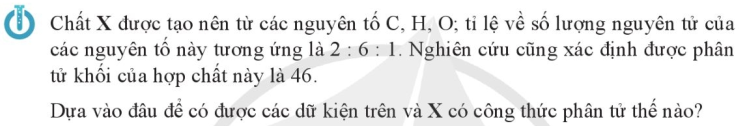 Chất X được tạo nên từ các nguyên tố C, H, O; tỉ lệ về số lượng nguyên tử của
các nguyên tố này tương ứng là 2 : 6 : 1. Nghiên cứu cũng xác định được phân
tử khối của hợp chất này là 46.
Dựa vào đâu để có được các dữ kiện trên và X có công thức phân tử thế nào?